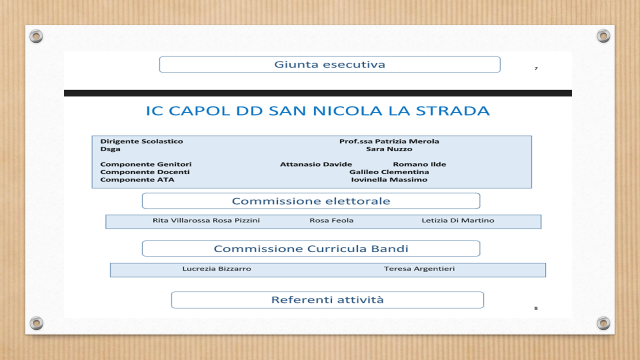 Giunta esecutiva
7
IC CAPOL DD SAN NICOLA LA STRADA
Dirigente Scolastico Prof.ssa Patrizia Merola
Dsga Sara Nuzzo
Componente Genitori Attanasio Davide Romano Ilde
Componente Docenti Galileo Clementina
Componente ATA Iovinella Massimo
Commissione elettorale
Rita Villarossa Rosa Pizzini Rosa Feola Letizia Di Martino
Commissione Curricula Bandi
Lucrezia Bizzarro Teresa Argentieri
Referenti attività